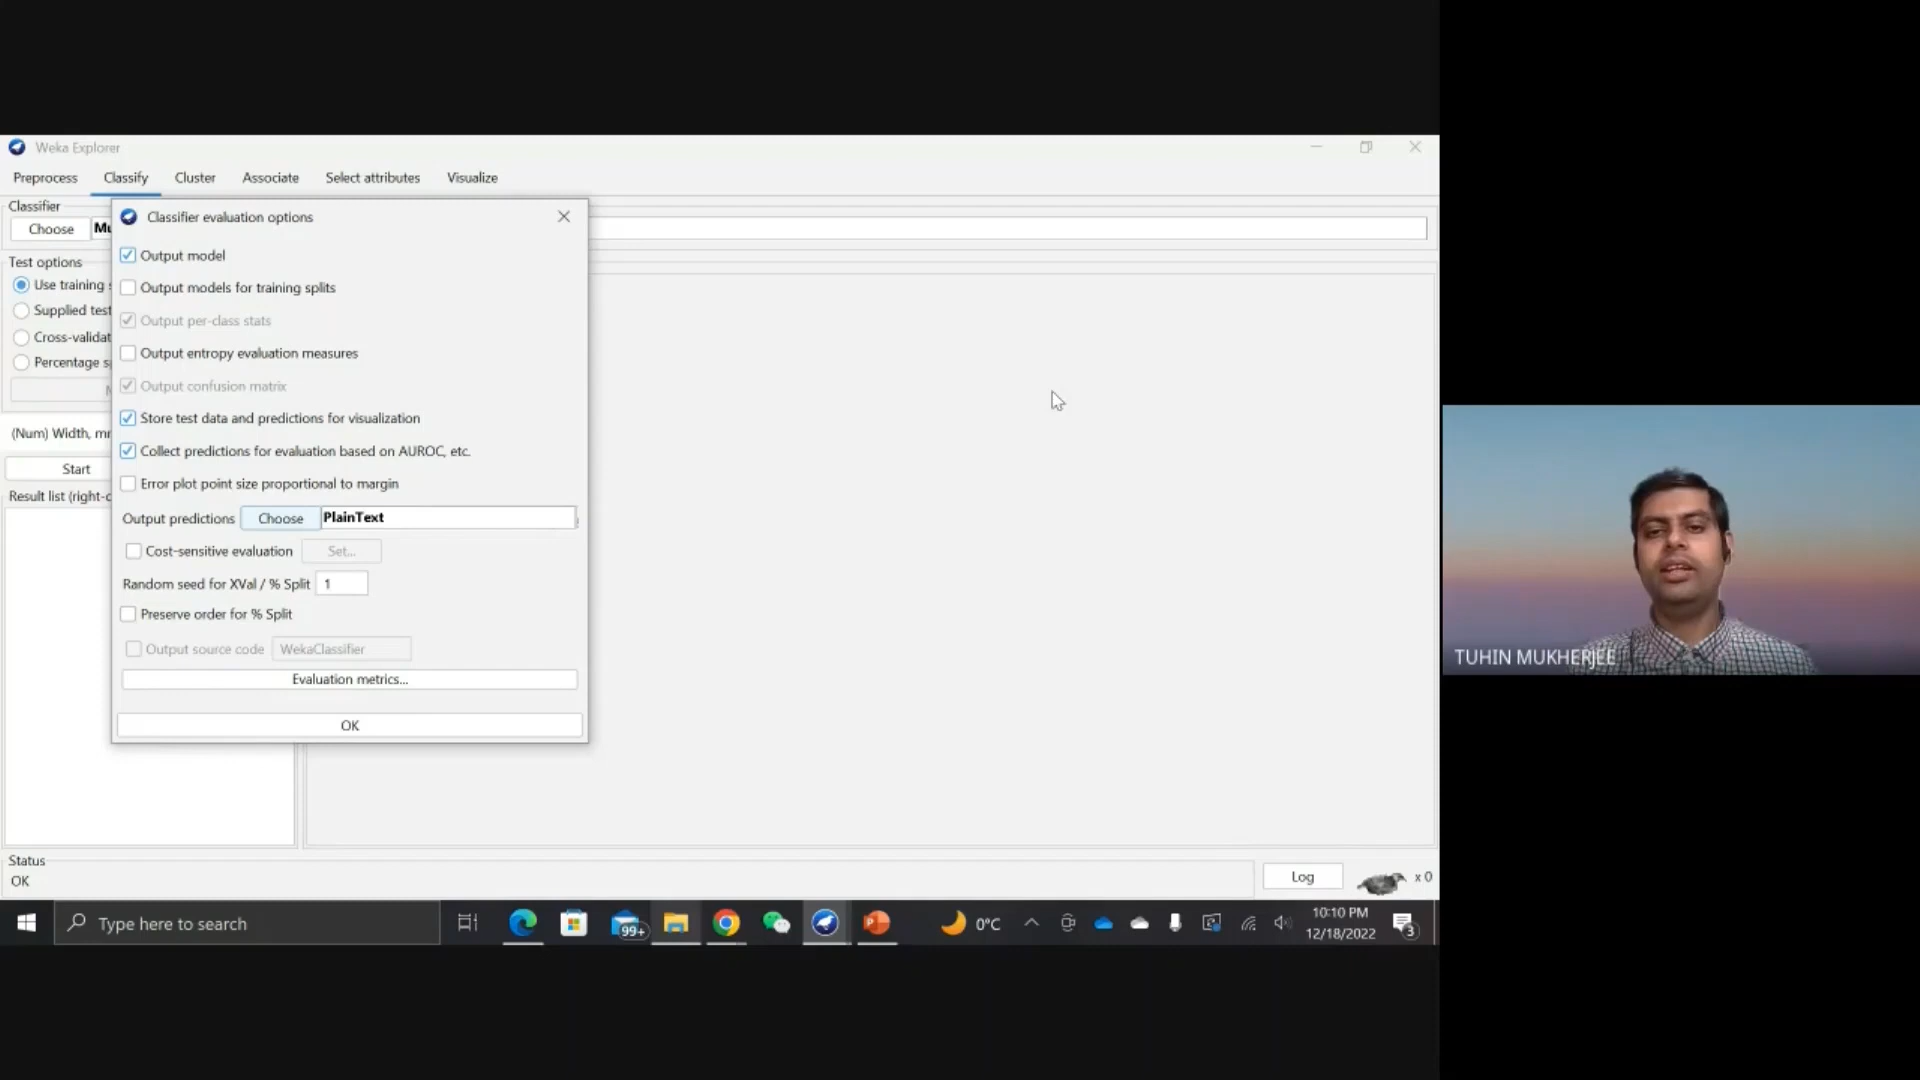 Weka Explorer
Preprocess Classify Cluster Associate Select attributes Visualize
Classifier
Choose
Test options
Use training
Supplied test
Cross-validat
Percentage s
(Num) Width, mm
Start
Result list (right-c
Classifier evaluation options
Output model
Output models for training splits
Output per-class stats
Output entropy evaluation measures
Output confusion matrix
Store test data and predictions for visualization
Collect predictions for evaluation based on AUROC, etc.
Error plot point size proportional to margin
Output predictions Choose PlainText
Cost-sensitive evaluation Set...
Random seed for XVal / % Split 1
Preserve order for % Split
Output source code WekaClassifier
Evaluation metrics...
OK
TUHIN MUKHERJEE
Status
OK
Log x 0
Type here to search
99+
0°C
10:10 PM
12/18/2022
3